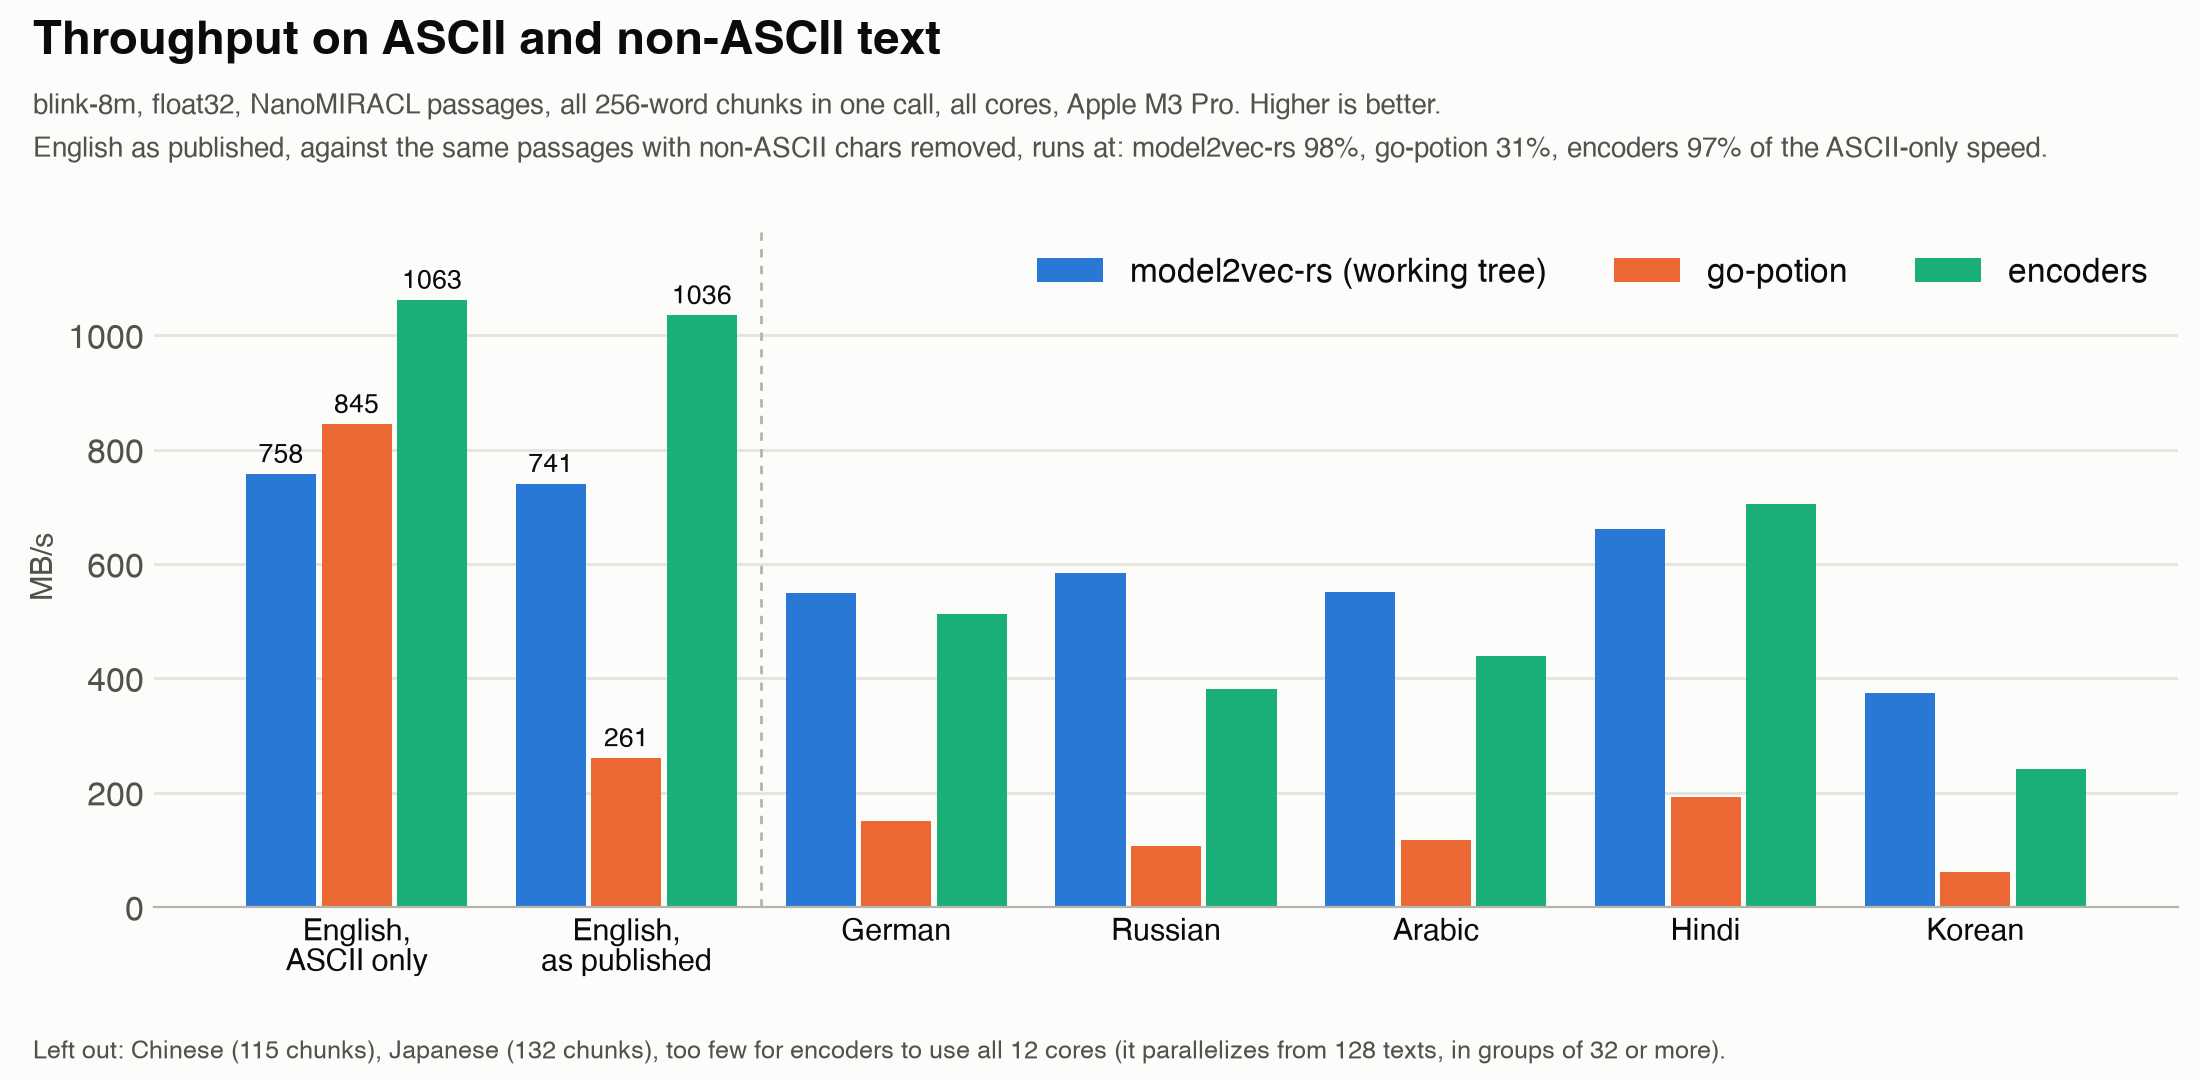 Throughput on ASCII and non-ASCII text
blink-8m, float32, NanoMIRACL passages, all 256-word chunks in one call, all cores, Apple M3 Pro. Higher is better.
English as published, against the same passages with non-ASCII chars removed, runs at: model2vec-rs 98%, go-potion 31%, encoders 97% of the ASCII-only speed.
model2vec-rs (working tree)
go-potion
encoders
MB/s
1000
800
600
400
200
0
758
845
1063
741
261
1036
English,
ASCII only
English,
as published
German
Russian
Arabic
Hindi
Korean
Left out: Chinese (115 chunks), Japanese (132 chunks), too few for encoders to use all 12 cores (it parallelizes from 128 texts, in groups of 32 or more).